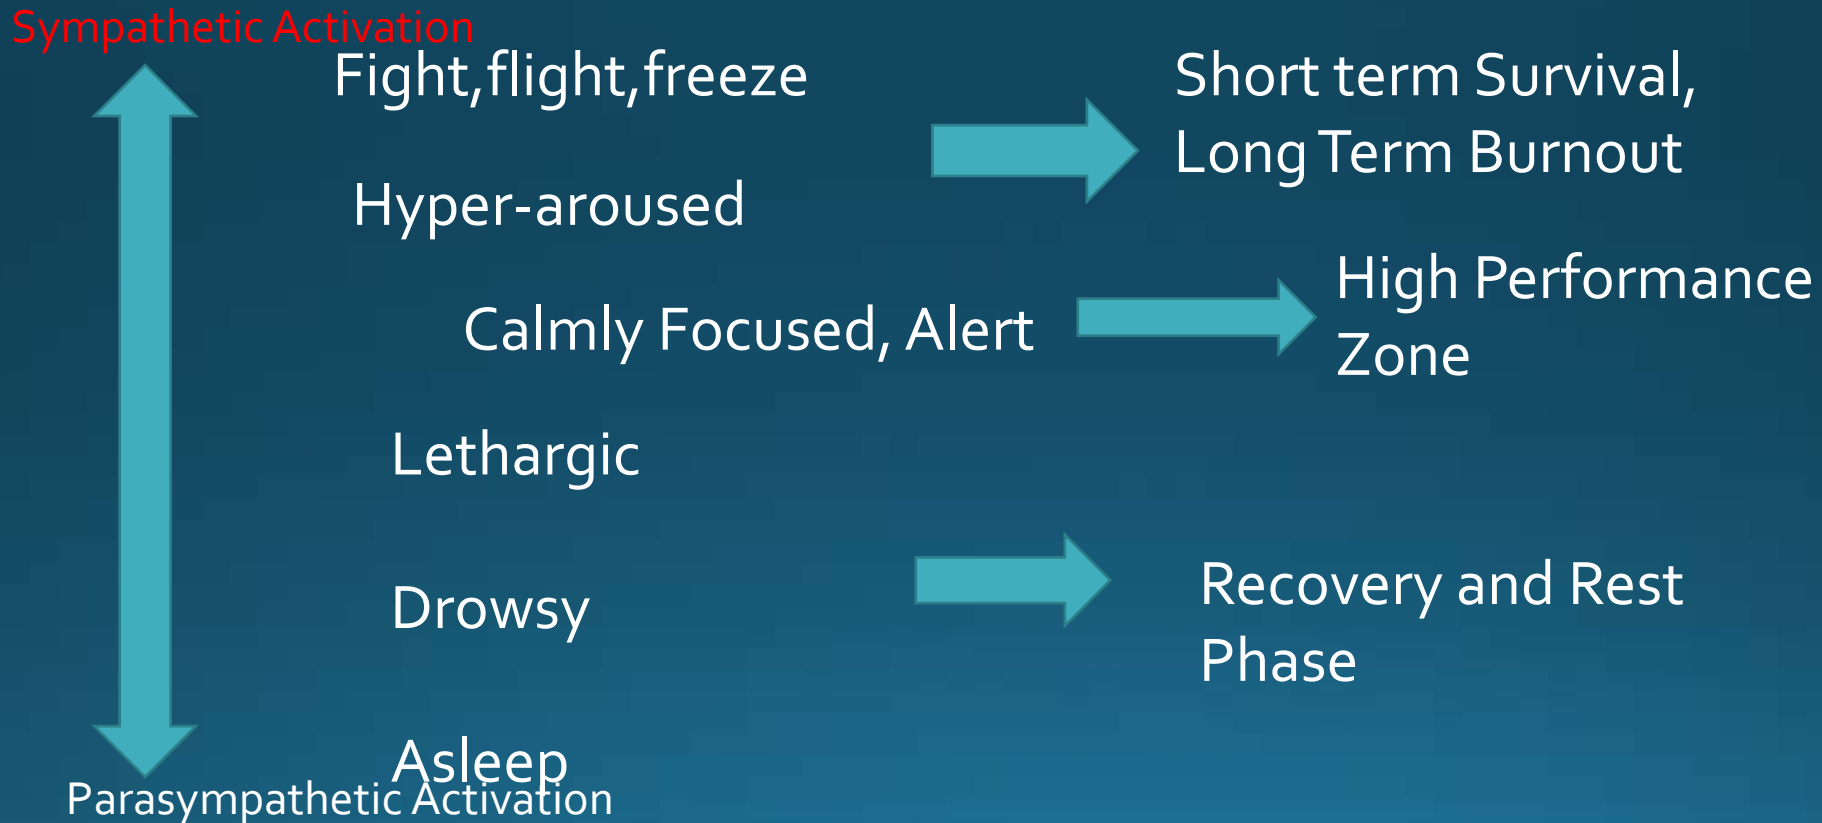 Sympathetic Activation
Fight,flight,freeze
Short term Survival,
Long Term Burnout
Hyper-aroused
Calmly Focused, Alert
High Performance
Zone
Lethargic
Drowsy
Recovery and Rest
Phase
Asleep
Parasympathetic Activation